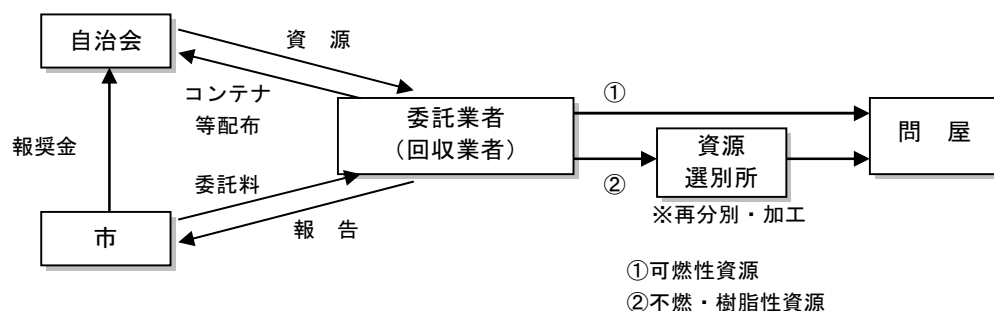 自治会
資　源
コンテナ
等配布
報奨金
委託業者
（回収業者）
①
②
資源
選別所
※再分別・加工
問　屋
委託料
報　告
市
①可燃性資源
②不燃・樹脂性資源